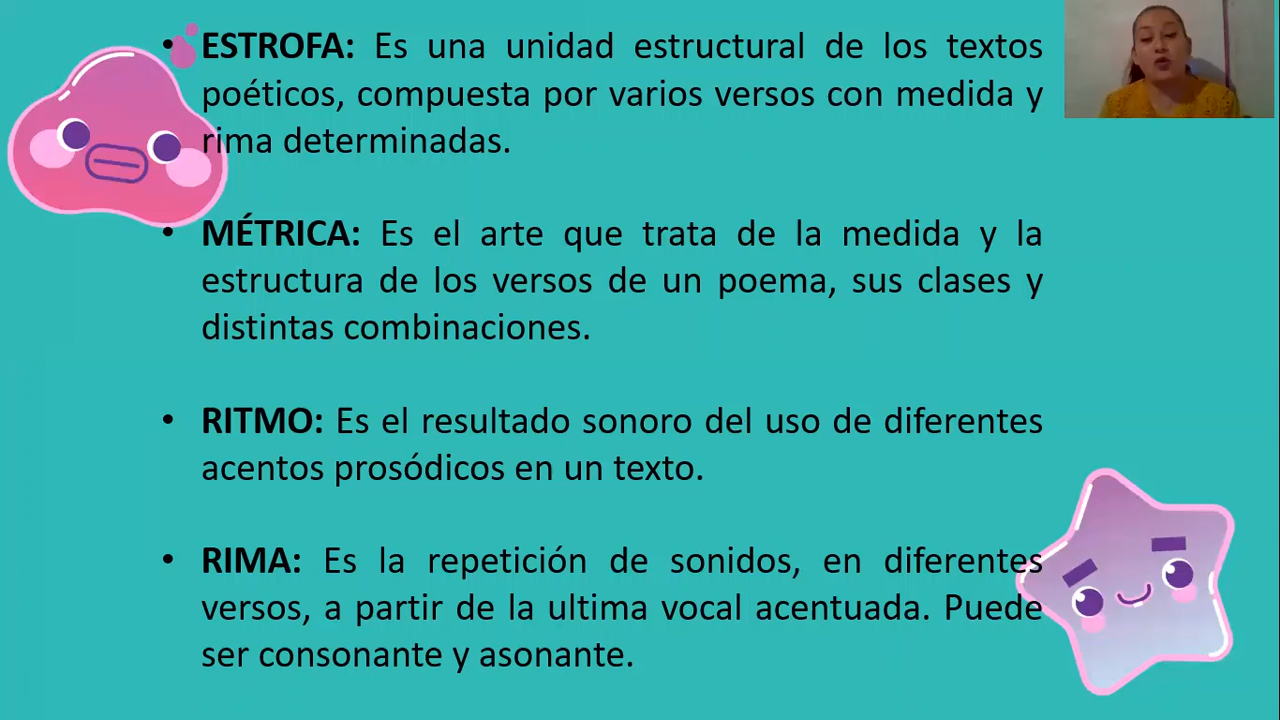 • ESTROFA: Es una unidad estructural de los textos
poéticos, compuesta por varios versos con medida y
rima determinadas.
• MÉTRICA: Es el arte que trata de la medida y la
estructura de los versos de un poema, sus clases y
distintas combinaciones.
• RITMO: Es el resultado sonoro del uso de diferentes
acentos prosódicos en un texto.
• RIMA: Es la repetición de sonidos, en diferentes
versos, a partir de la ultima vocal acentuada. Puede
ser consonante y asonante.